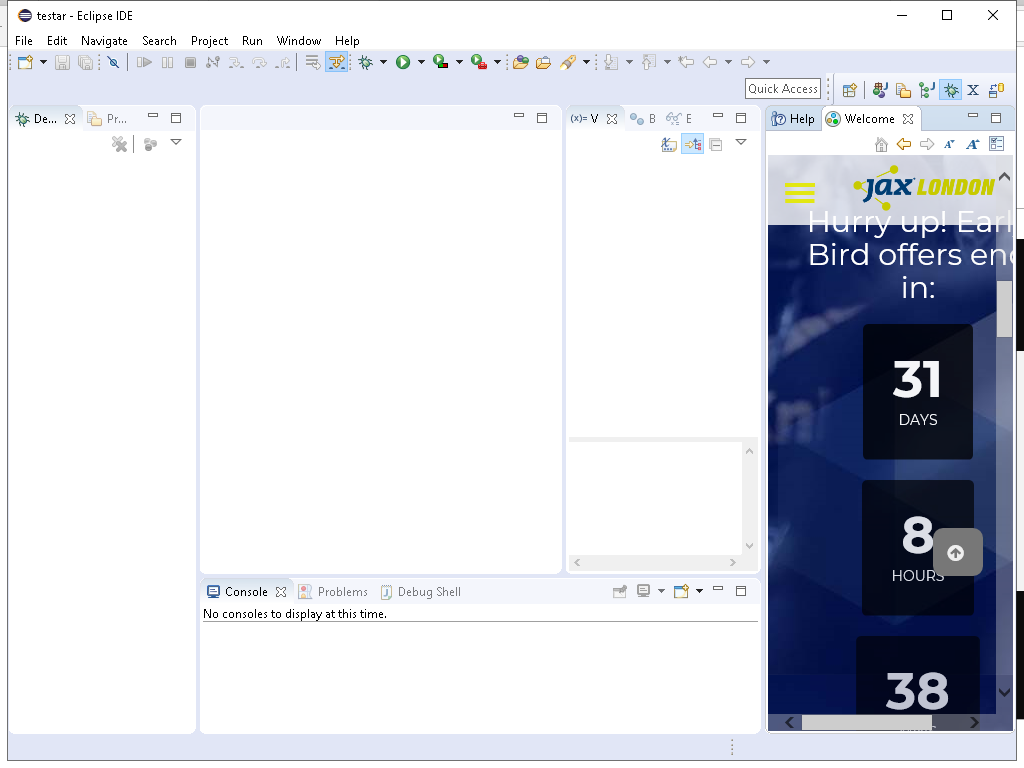 testar - Eclipse IDE
File Edit Navigate Search Project Run Window Help
Quick Access
De... Pr...
(x)= V B E
Help Welcome
JAX LONDON
Hurry up! Earl
Bird offers end
in:
31
DAYS
8
HOURS
38
Console Problems Debug Shell
No consoles to display at this time.